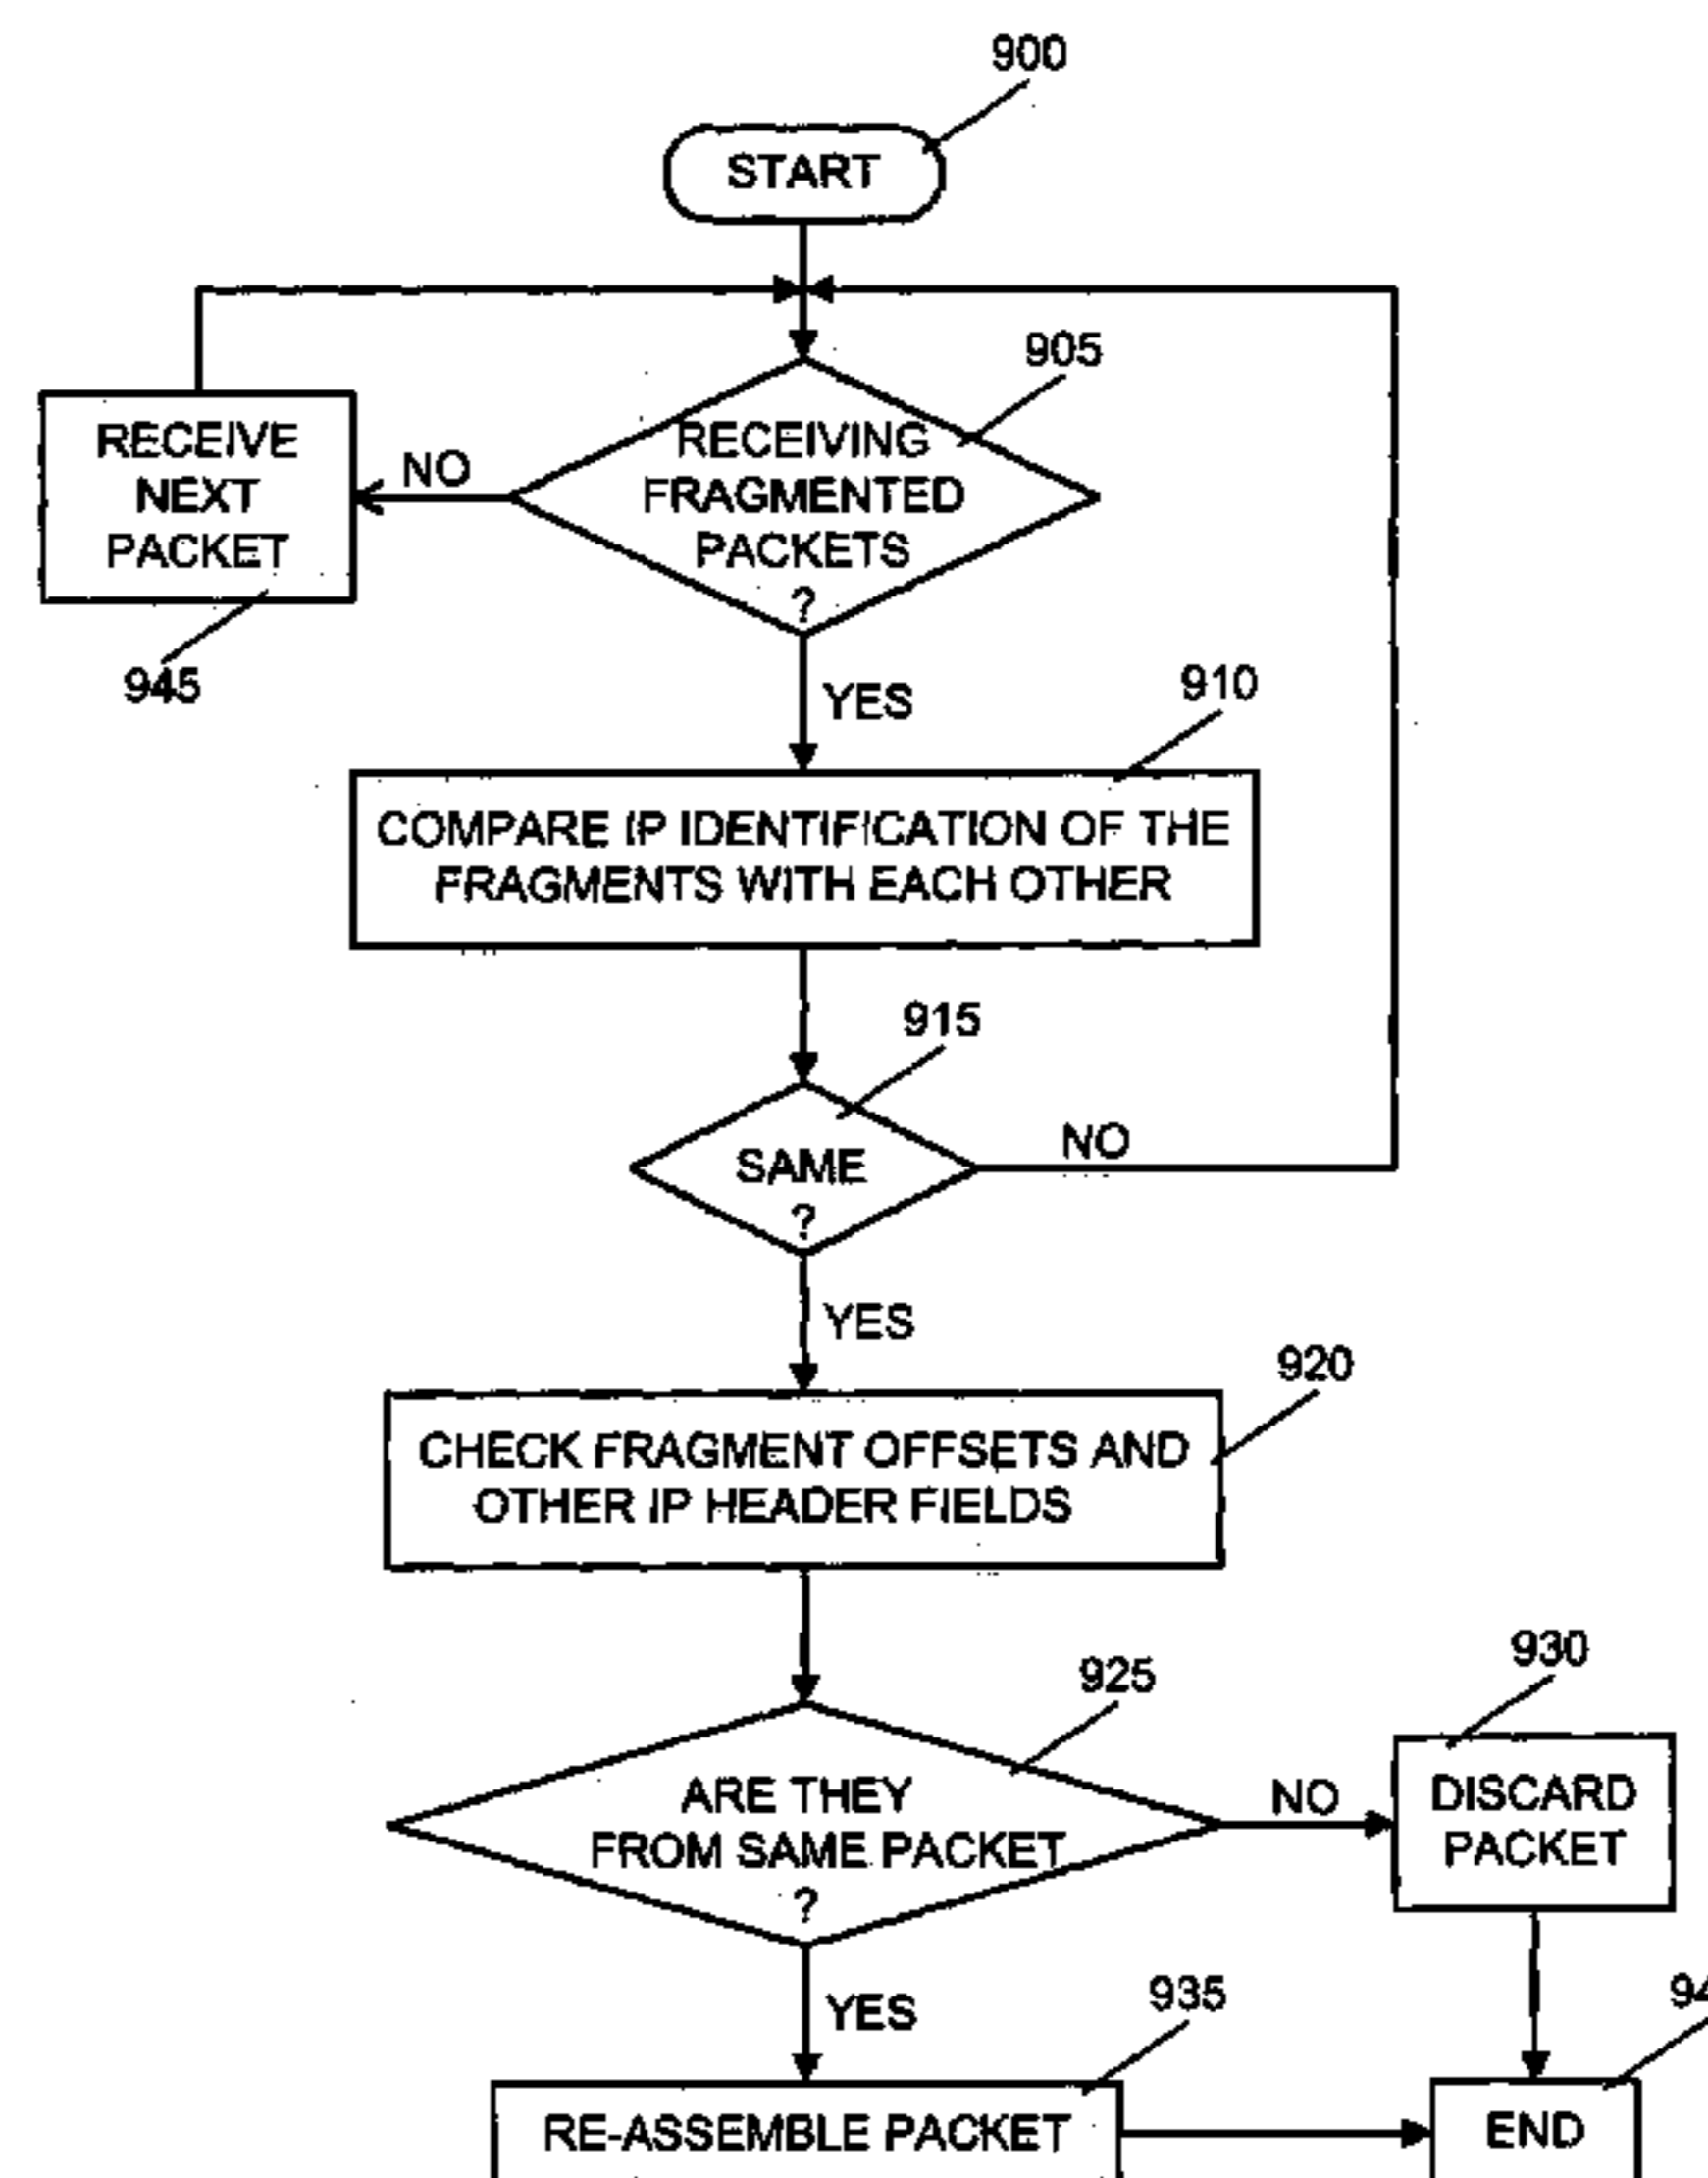 900
START
905
RECEIVING
FRAGMENTED
PACKETS
?
NO
RECEIVE
NEXT
PACKET
945
YES
910
COMPARE IP IDENTIFICATION OF THE
FRAGMENTS WITH EACH OTHER
915
SAME
?
NO
YES
920
CHECK FRAGMENT OFFSETS AND
OTHER IP HEADER FIELDS
925
ARE THEY
FROM SAME PACKET
?
NO
930
DISCARD
PACKET
YES
935
RE-ASSEMBLE PACKET
END